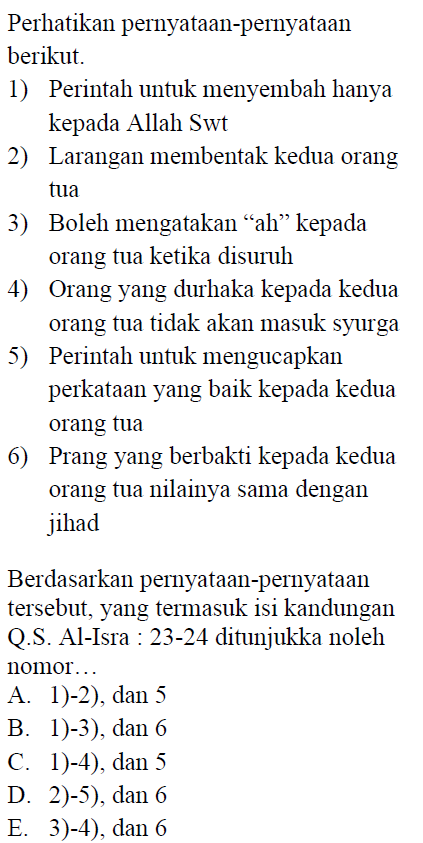 Perhatikan pernyataan-pernyataan
berikut.
1) Perintah untuk menyembah hanya
kepada Allah Swt
2) Larangan membentak kedua orang
tua
3) Boleh mengatakan “ah” kepada
orang tua ketika disuruh
4) Orang yang durhaka kepada kedua
orang tua tidak akan masuk syurga
5) Perintah untuk mengucapkan
perkataan yang baik kepada kedua
orang tua
6) Prang yang berbakti kepada kedua
orang tua nilainya sama dengan
jihad
Berdasarkan pernyataan-pernyataan
tersebut, yang termasuk isi kandungan
Q.S. Al-Isra : 23-24 ditunjukka noleh
nomor…
A. 1)-2), dan 5
B. 1)-3), dan 6
C. 1)-4), dan 5
D. 2)-5), dan 6
E. 3)-4), dan 6